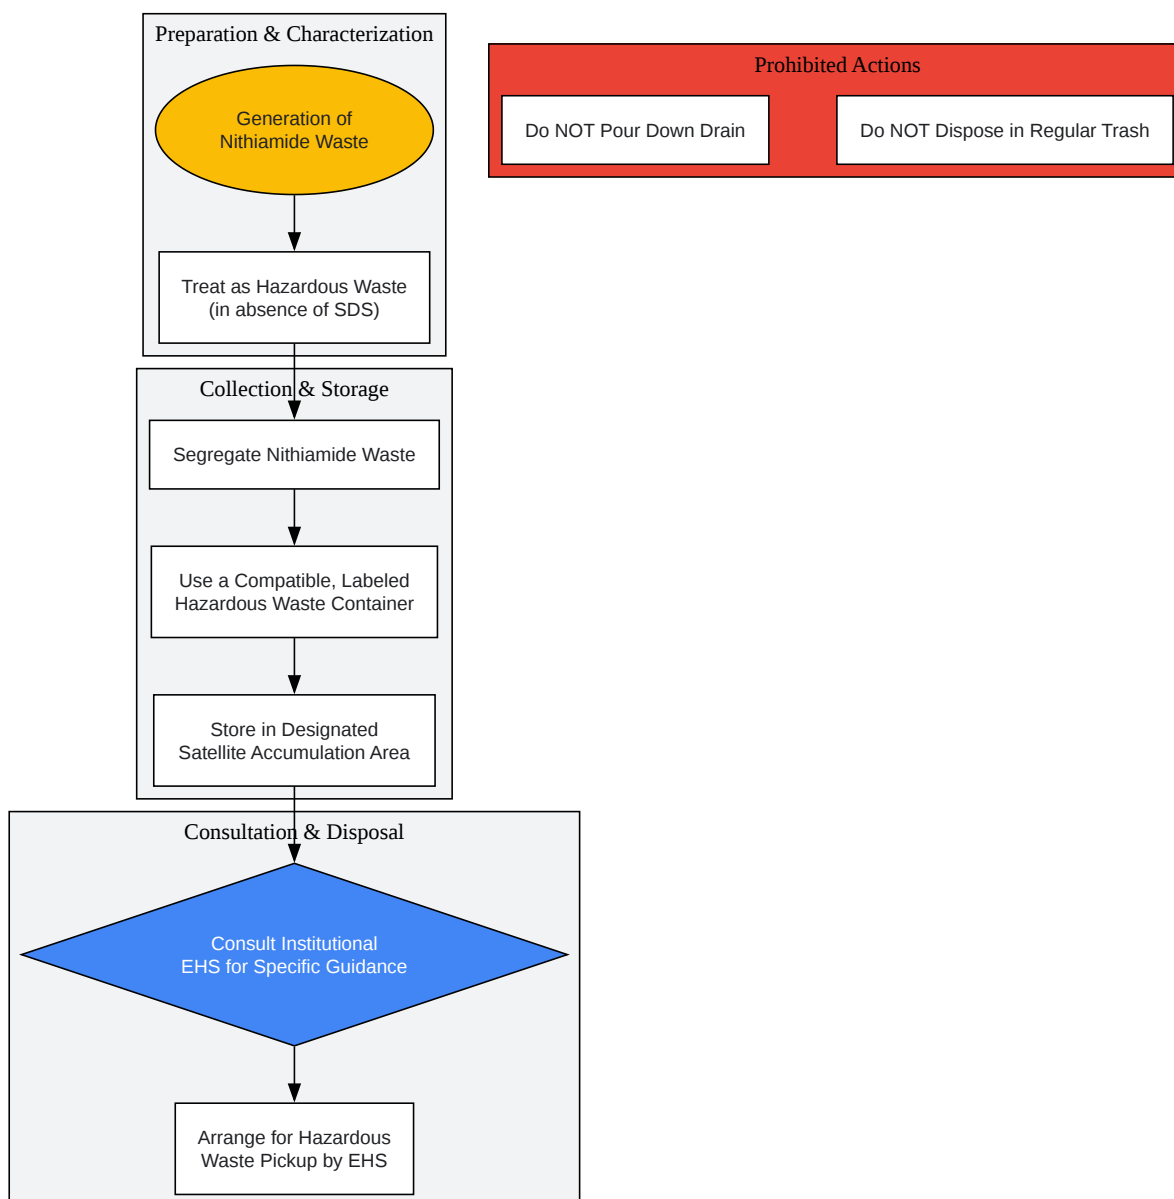 Preparation & Characterization
Generation of
Nithiamide Waste
Treat as Hazardous Waste
(in absence of SDS)
Prohibited Actions
Do NOT Pour Down Drain
Do NOT Dispose in Regular Trash
Collection & Storage
Segregate Nithiamide Waste
Use a Compatible, Labeled
Hazardous Waste Container
Store in Designated
Satellite Accumulation Area
Consultation & Disposal
Consult Institutional
EHS for Specific Guidance
Arrange for Hazardous
Waste Pickup by EHS